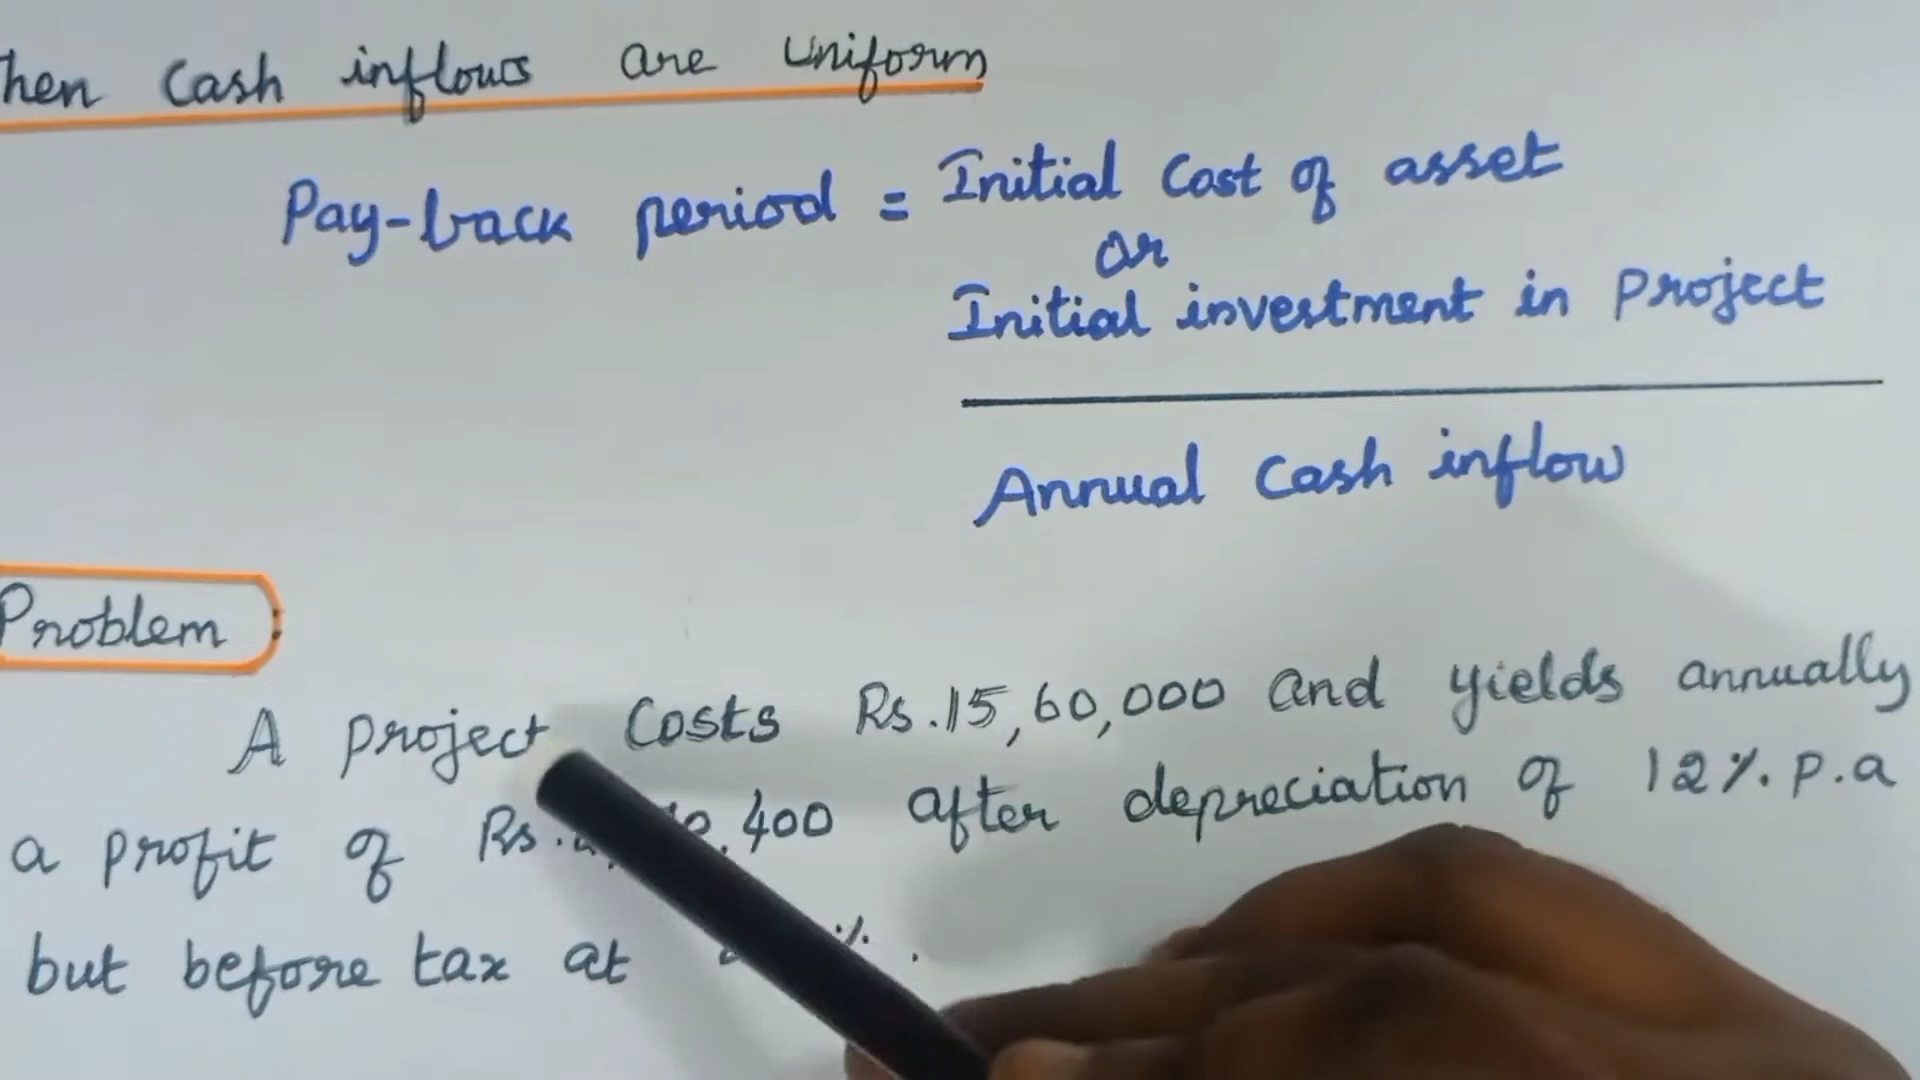 hen Cash inflows are Uniform
Pay-back period = Initial Cost of asset
or
Initial investment in Project
Annual Cash inflow
Problem
A Project Costs Rs.15,60,000 and yields annually
a profit of Rs. ,400 after depreciation of 12%. P.a
but before tax at %.